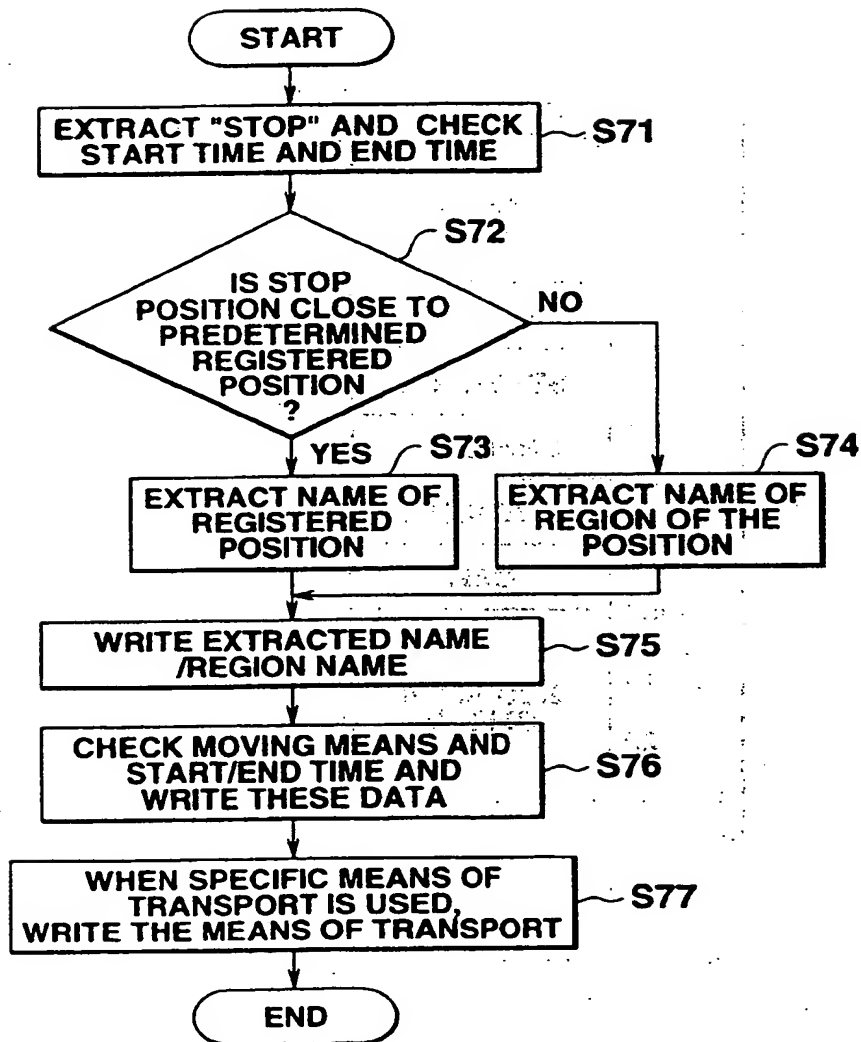 START
EXTRACT "STOP" AND CHECK
START TIME AND END TIME
S71
S72
IS STOP
POSITION CLOSE TO
PREDETERMINED
REGISTERED
POSITION
?
NO
YES
S73
S74
EXTRACT NAME OF
REGISTERED
POSITION
EXTRACT NAME OF
REGION OF THE
POSITION
WRITE EXTRACTED NAME
/REGION NAME
S75
CHECK MOVING MEANS AND
START/END TIME AND
WRITE THESE DATA
S76
WHEN SPECIFIC MEANS OF
TRANSPORT IS USED,
WRITE THE MEANS OF TRANSPORT
S77
END